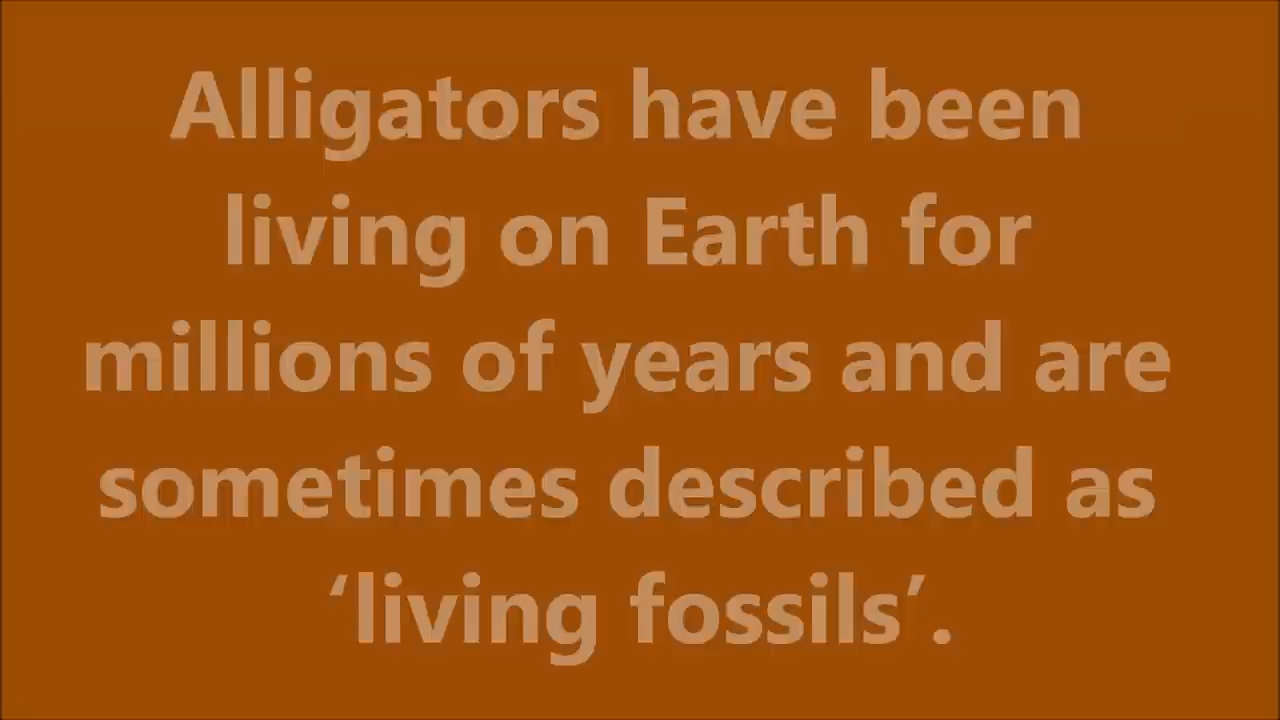 Alligators have been
living on Earth for
millions of years and are
sometimes described as
‘living fossils’.